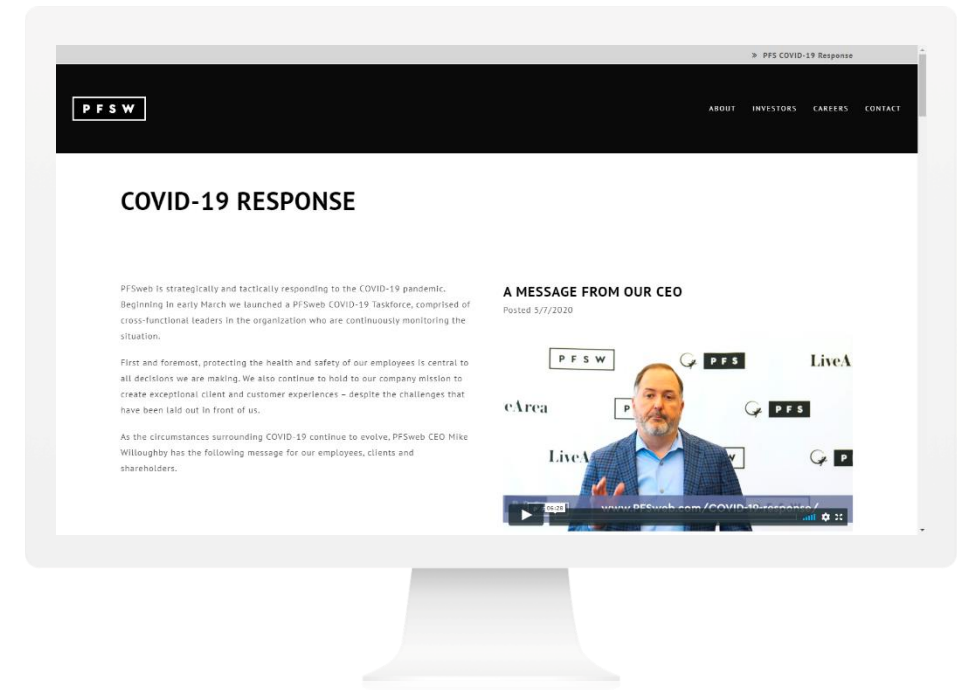 » PFS COVID-19 Response
PFSW
ABOUT INVESTORS CAREERS CONTACT
COVID-19 RESPONSE
PFSweb is strategically and tactically responding to the COVID-19 pandemic.
Beginning in early March we launched a PFSweb COVID-19 Taskforce, comprised of
cross-functional leaders in the organization who are continuously monitoring the
situation.
First and foremost, protecting the health and safety of our employees is central to
all decisions we are making. We also continue to hold to our company mission to
create exceptional client and customer experiences – despite the challenges that
have been laid out in front of us.
As the circumstances surrounding COVID-19 continue to evolve, PFSweb CEO Mike
Willoughby has the following message for our employees, clients and
shareholders.
A MESSAGE FROM OUR CEO
Posted 5/7/2020
PFSW PFS LiveA
eArea P PFS
LiveA W P
06:28 www.PFSweb.com/COVID-19-response/